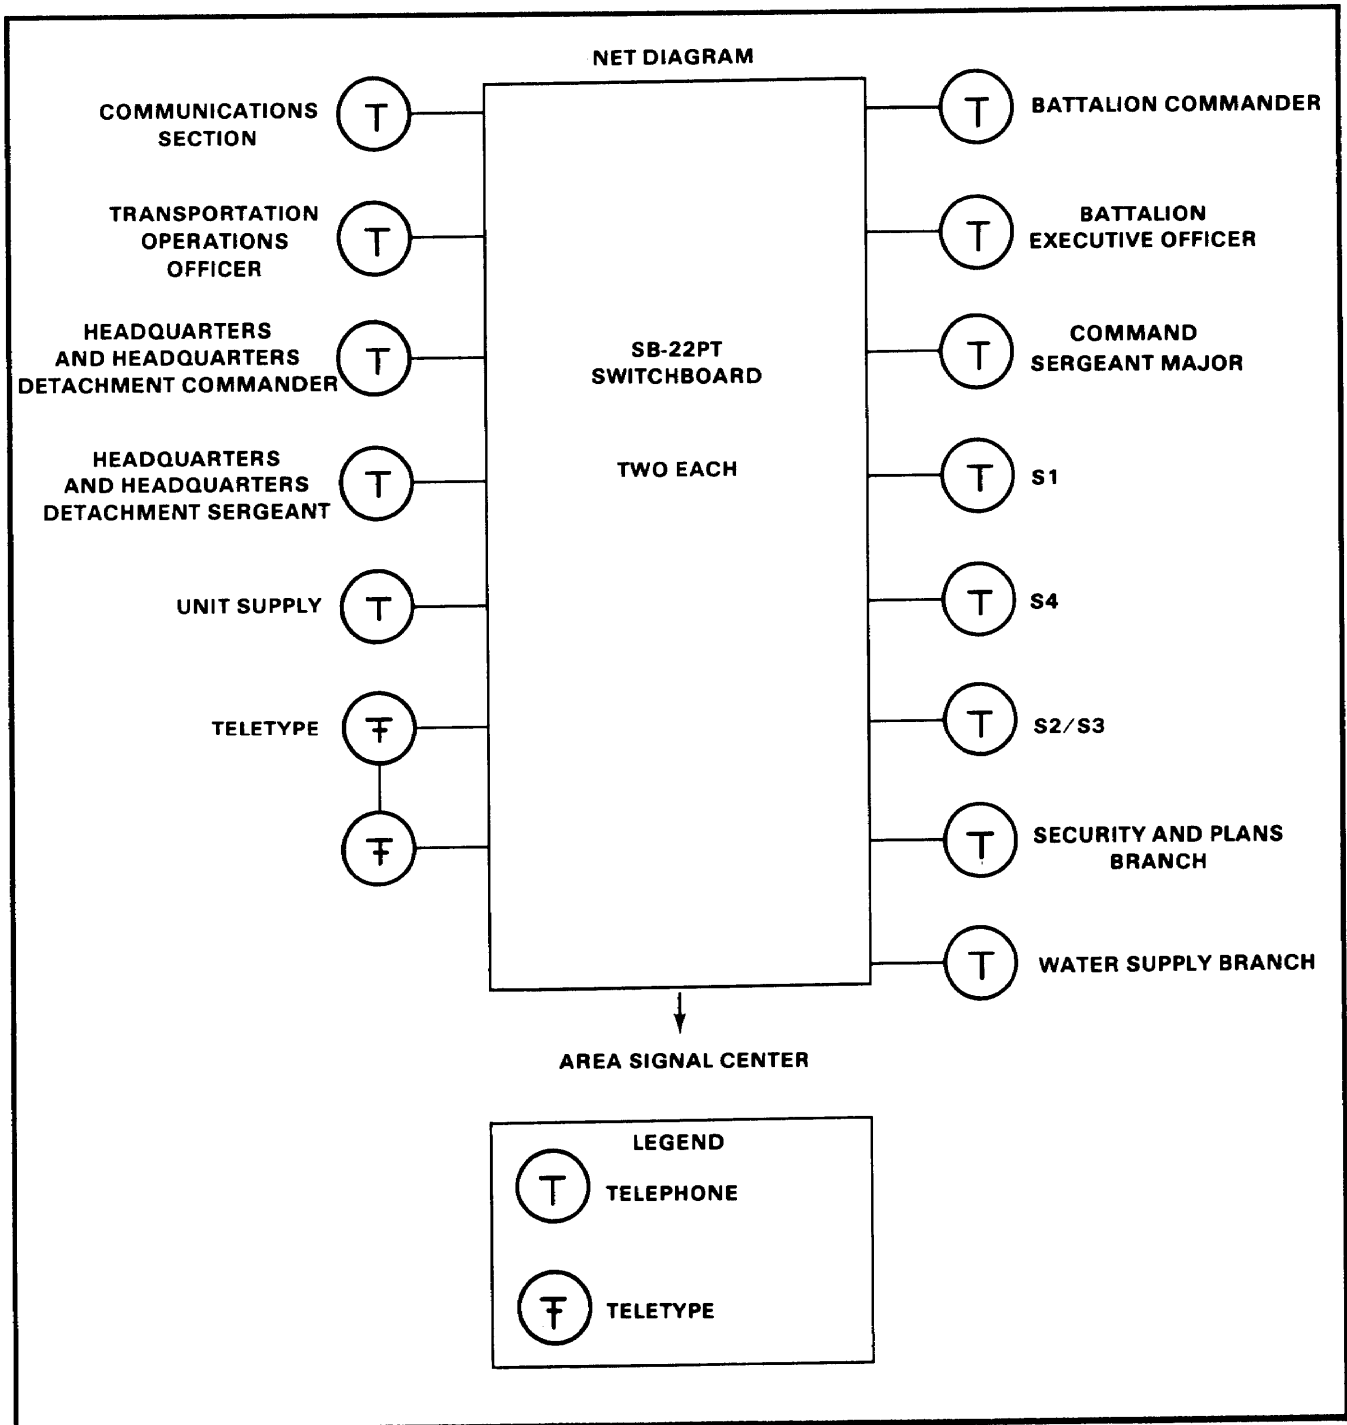 NET DIAGRAM
COMMUNICATIONS
SECTION
T
TRANSPORTATION
OPERATIONS
OFFICER
T
HEADQUARTERS
AND HEADQUARTERS
DETACHMENT COMMANDER
T
HEADQUARTERS
AND HEADQUARTERS
DETACHMENT SERGEANT
T
UNIT SUPPLY
T
TELETYPE
SB-22PT
SWITCHBOARD
TWO EACH
T
BATTALION COMMANDER
T
BATTALION
EXECUTIVE OFFICER
T
COMMAND
SERGEANT MAJOR
T
S1
T
S4
T
S2/S3
T
SECURITY AND PLANS
BRANCH
T
WATER SUPPLY BRANCH
AREA SIGNAL CENTER
LEGEND
T
TELEPHONE
TELETYPE